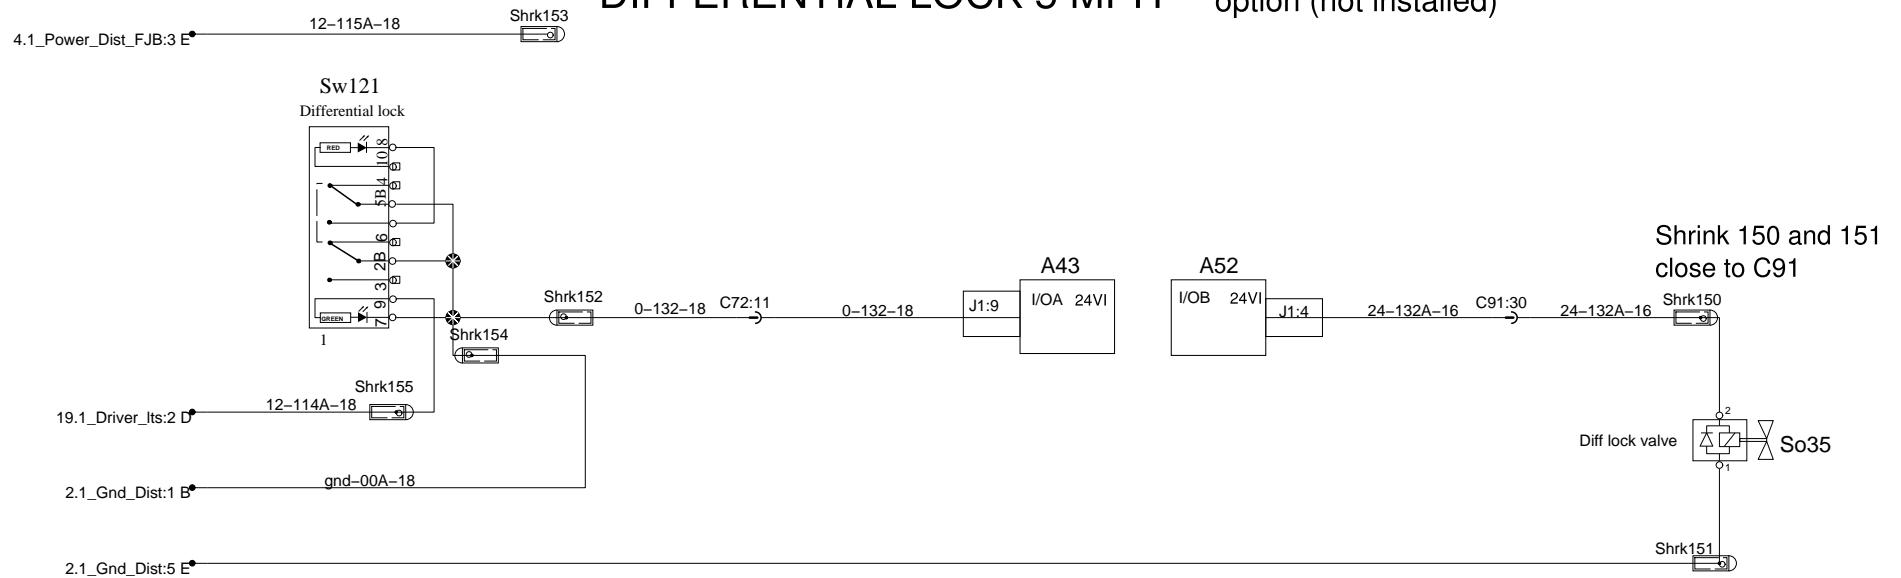 DIFFERENTIAL LOCK 5 MPH
option (not installed)
12-115A-18
Shrk153
4.1_Power_Dist_FJB:3 E
Sw121
Differential lock
RED
8
10
4
5B
6
2B
3
9
GREEN
7
1
Shrk152
0-132-18
C72:11
0-132-18
J1:9
A43
I/OA 24VI
A52
I/OB 24VI
J1:4
24-132A-16
C91:30
24-132A-16
Shrink 150 and 151
close to C91
Shrk150
Shrk154
Shrk155
12-114A-18
19.1_Driver_lts:2 D
2
Diff lock valve
So35
1
gnd-00A-18
2.1_Gnd_Dist:1 B
Shrk151
2.1_Gnd_Dist:5 E